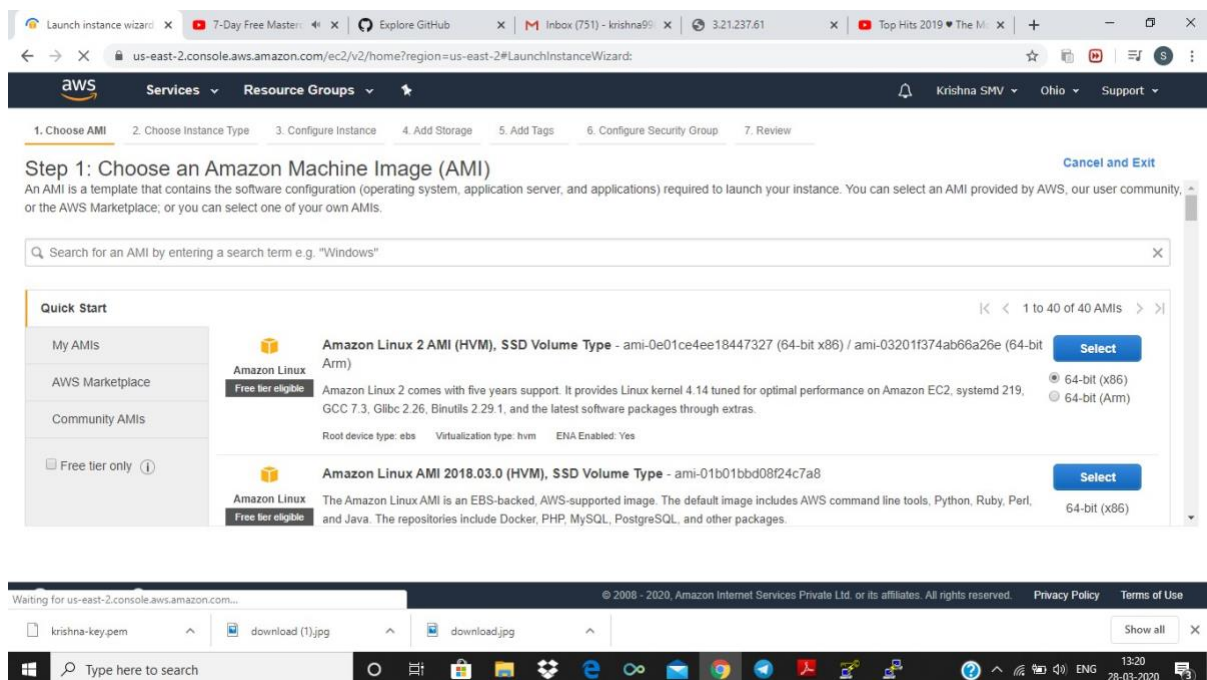 Launch instance wizard
7-Day Free Masterc
Explore GitHub
Inbox (751) - krishna99
3.21.237.61
Top Hits 2019 ♥ The M
us-east-2.console.aws.amazon.com/ec2/v2/home?region=us-east-2#LaunchInstanceWizard:
S
aws Services Resource Groups Krishna SMV Ohio Support
1. Choose AMI 2. Choose Instance Type 3. Configure Instance 4. Add Storage 5. Add Tags 6. Configure Security Group 7. Review
Step 1: Choose an Amazon Machine Image (AMI)
Cancel and Exit
An AMI is a template that contains the software configuration (operating system, application server, and applications) required to launch your instance. You can select an AMI provided by AWS, our user community,
or the AWS Marketplace; or you can select one of your own AMIs.
Search for an AMI by entering a search term e.g. "Windows"
Quick Start
1 to 40 of 40 AMIs
My AMIs
AWS Marketplace
Community AMIs
Free tier only
Amazon Linux
Free tier eligible
Amazon Linux 2 AMI (HVM), SSD Volume Type - ami-0e01ce4ee18447327 (64-bit x86) / ami-03201f374ab66a26e (64-bit
Arm)
Amazon Linux 2 comes with five years support. It provides Linux kernel 4.14 tuned for optimal performance on Amazon EC2, systemd 219,
GCC 7.3, Glibc 2.26, Binutils 2.29.1, and the latest software packages through extras.
Root device type: ebs Virtualization type: hvm ENA Enabled: Yes
Select
64-bit (x86)
64-bit (Arm)
Amazon Linux
Free tier eligible
Amazon Linux AMI 2018.03.0 (HVM), SSD Volume Type - ami-01b01bbd08f24c7a8
The Amazon Linux AMI is an EBS-backed, AWS-supported image. The default image includes AWS command line tools, Python, Ruby, Perl,
and Java. The repositories include Docker, PHP, MySQL, PostgreSQL, and other packages.
Select
64-bit (x86)
Waiting for us-east-2.console.aws.amazon.com...
© 2008 - 2020, Amazon Internet Services Private Ltd. or its affiliates. All rights reserved. Privacy Policy Terms of Use
krishna-key.pem
download (1).jpg
download.jpg
Show all
Type here to search
ENG
13:20
28-03-2020
3